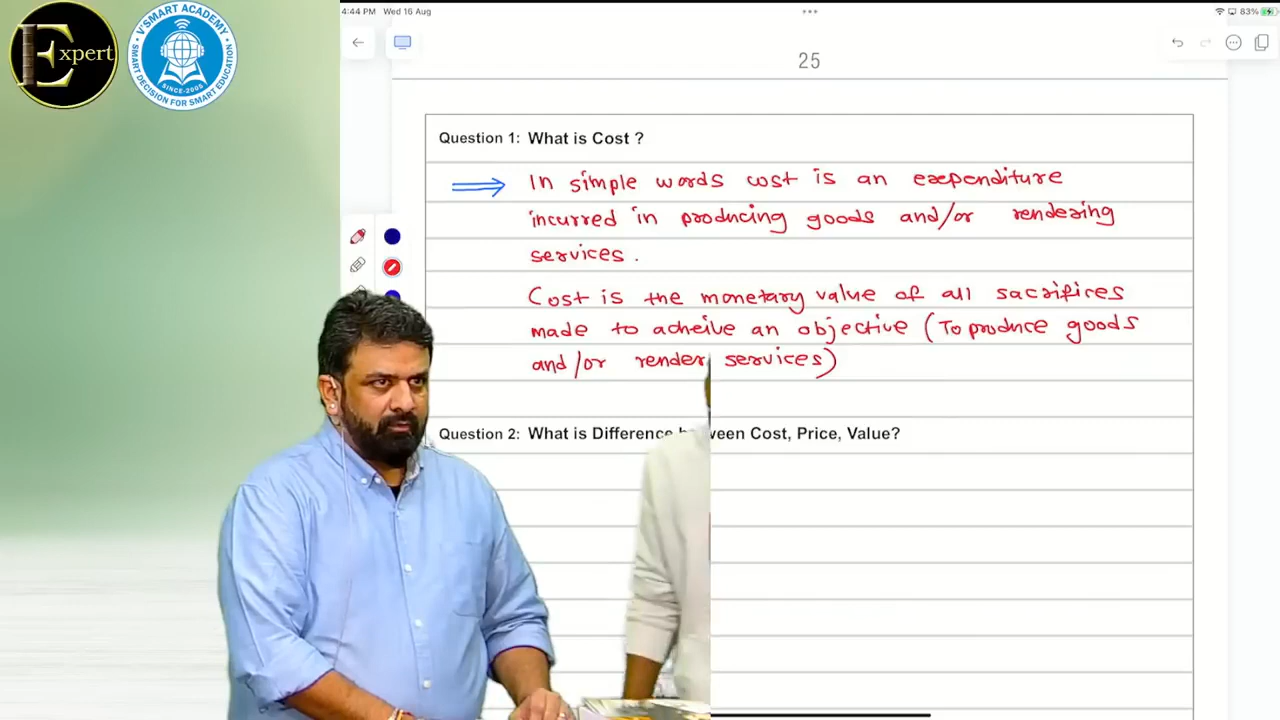 4:44 PM Wed 16 Aug
83%
Expert
V'SMART ACADEMY
SINCE-2005
SMART DECISION FOR SMART EDUCATION
25
Question 1: What is Cost ?
In simple words cost is an expenditure
incurred in producing goods and/or rendering
services.
Cost is the monetary value of all sacrifices
made to acheive an objective (To produce goods
and/or render services)
Question 2: What is Difference ween Cost, Price, Value?